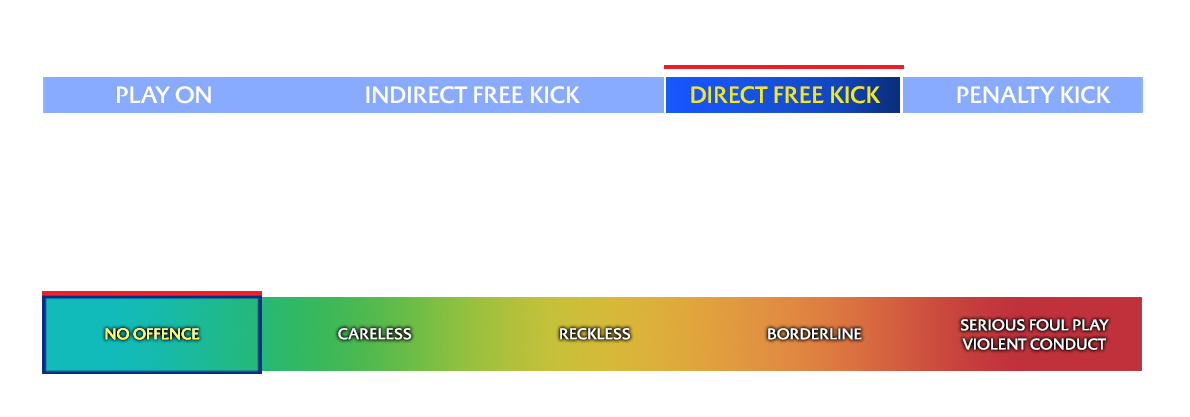 PLAY ON INDIRECT FREE KICK DIRECT FREE KICK PENALTY KICK
NO OFFENCE CARELESS RECKLESS BORDERLINE SERIOUS FOUL PLAY
VIOLENT CONDUCT